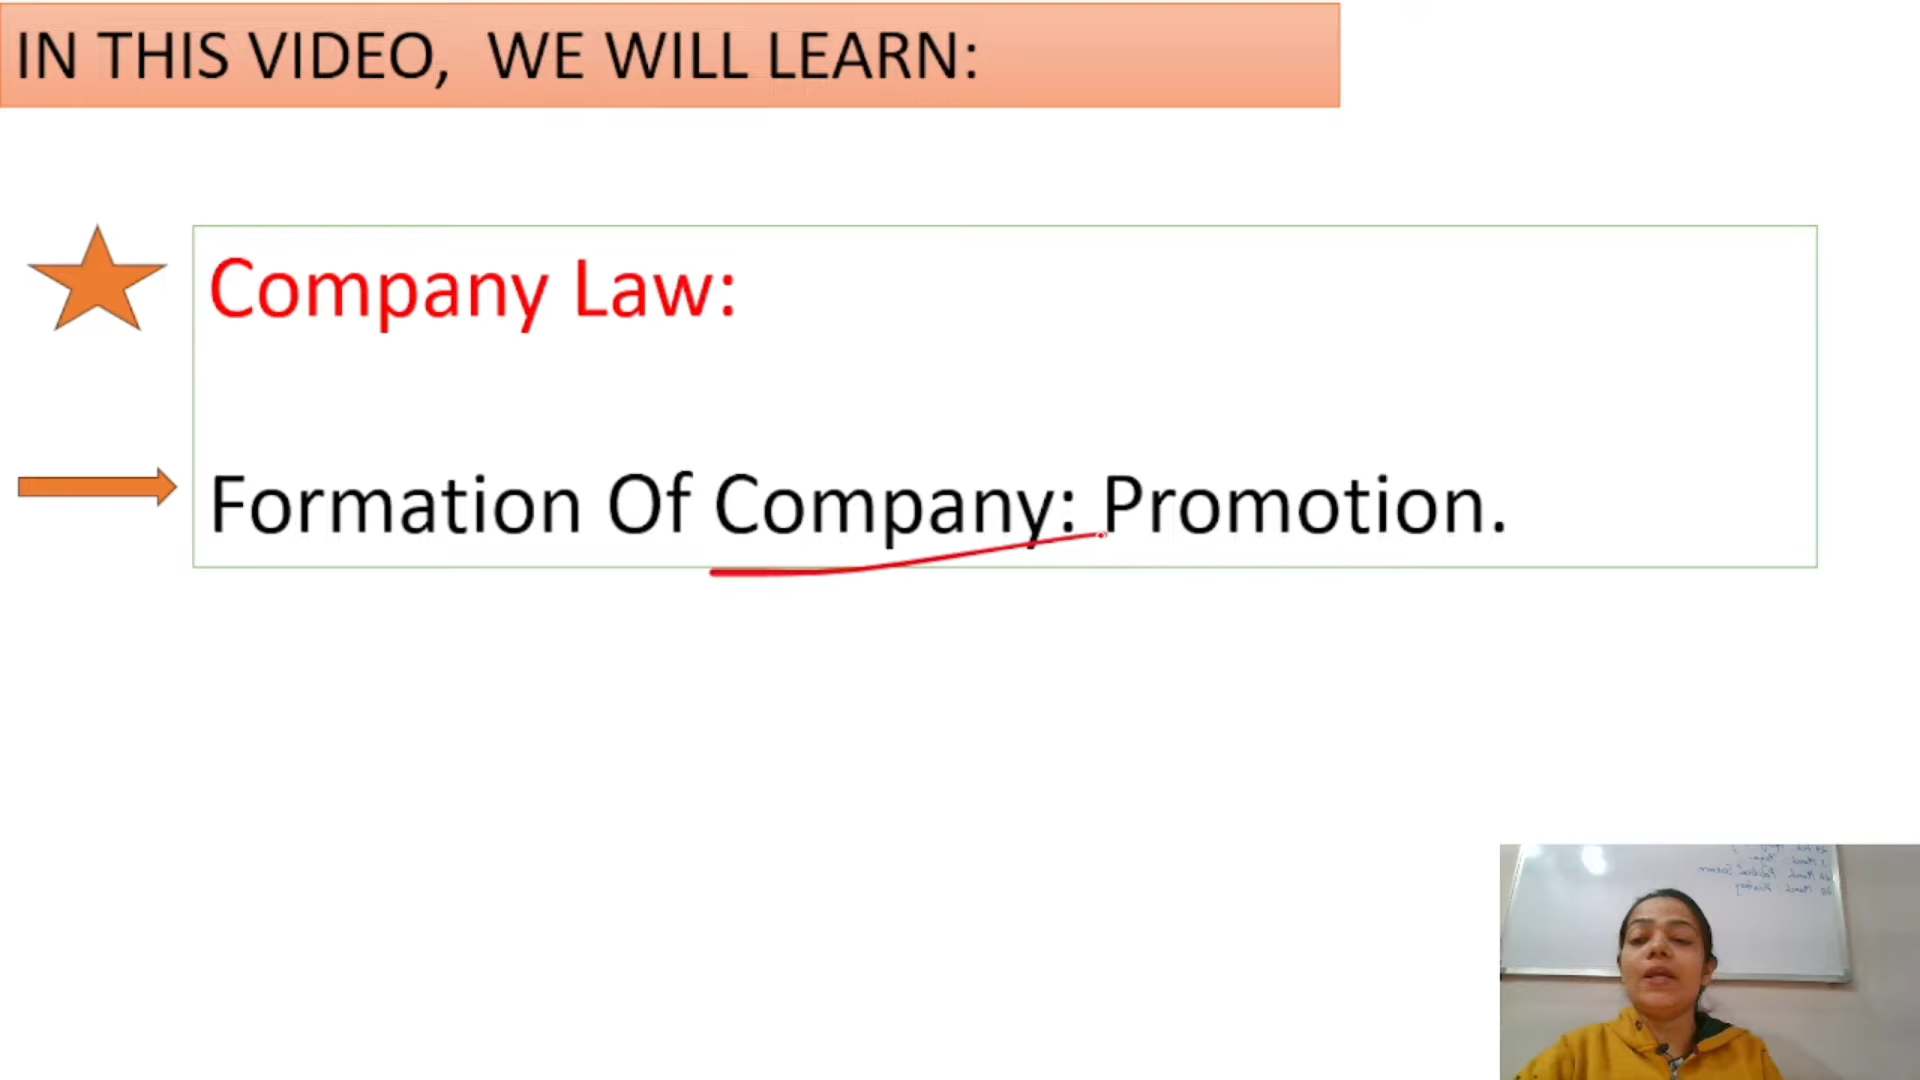 IN THIS VIDEO, WE WILL LEARN:
Company Law:
Formation Of Company: Promotion.